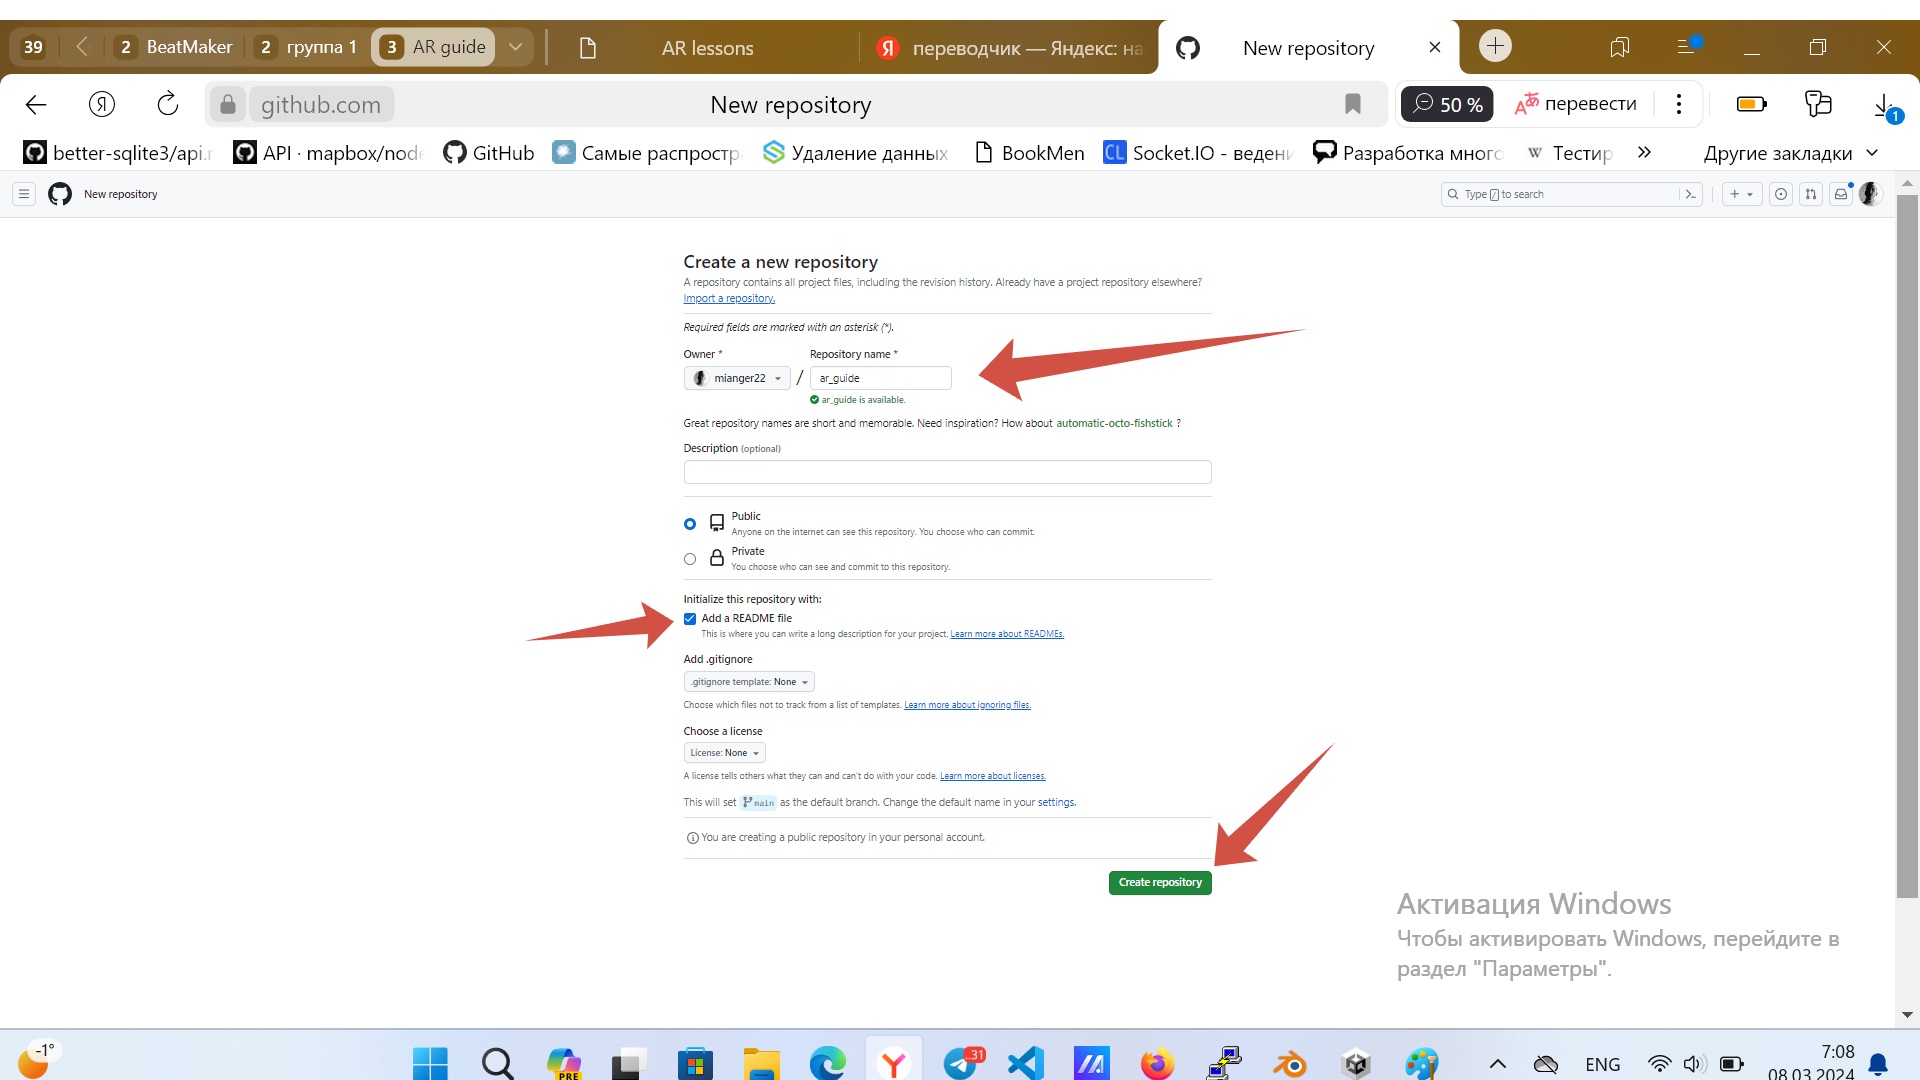 39
2 BeatMaker
2 группа 1
3 AR guide
AR lessons
Я переводчик — Яндекс: на
New repository
Я
github.com
New repository
50 %
перевести
1
better-sqlite3/api.
API · mapbox/node
GitHub
Самые распростр
Удаление данных
BookMen
CL Socket.IO - ведени
Разработка много
W Тестир
Другие закладки
New repository
Type / to search
Create a new repository
A repository contains all project files, including the revision history. Already have a project repository elsewhere?
Import a repository.
Required fields are marked with an asterisk (*).
Owner *
Repository name *
mianger22
/
ar_guide
ar_guide is available.
Great repository names are short and memorable. Need inspiration? How about automatic-octo-fishstick ?
Description (optional)
Public
Anyone on the internet can see this repository. You choose who can commit.
Private
You choose who can see and commit to this repository.
Initialize this repository with:
Add a README file
This is where you can write a long description for your project. Learn more about READMEs.
Add .gitignore
.gitignore template: None
Choose which files not to track from a list of templates. Learn more about ignoring files.
Choose a license
License: None
A license tells others what they can and can't do with your code. Learn more about licenses.
This will set main as the default branch. Change the default name in your settings.
You are creating a public repository in your personal account.
Create repository
Активация Windows
Чтобы активировать Windows, перейдите в
раздел "Параметры".
-1°
PRE
..31
ENG
7:08
08.03.2024